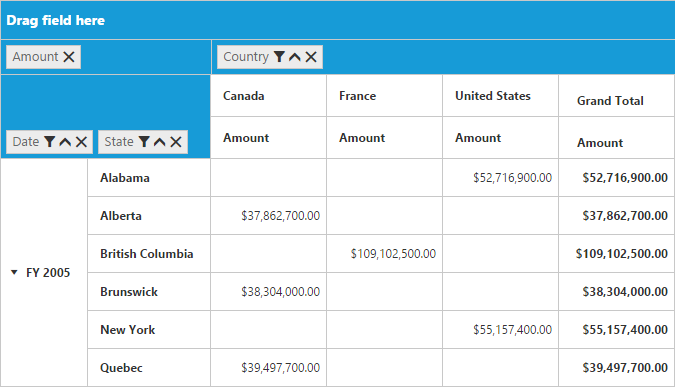 Drag field here
Amount
Country
Date State
Canada France United States Grand Total
Amount Amount Amount Amount
FY 2005
Alabama $52,716,900.00 $52,716,900.00
Alberta $37,862,700.00 $37,862,700.00
British Columbia $109,102,500.00 $109,102,500.00
Brunswick $38,304,000.00 $38,304,000.00
New York $55,157,400.00 $55,157,400.00
Quebec $39,497,700.00 $39,497,700.00